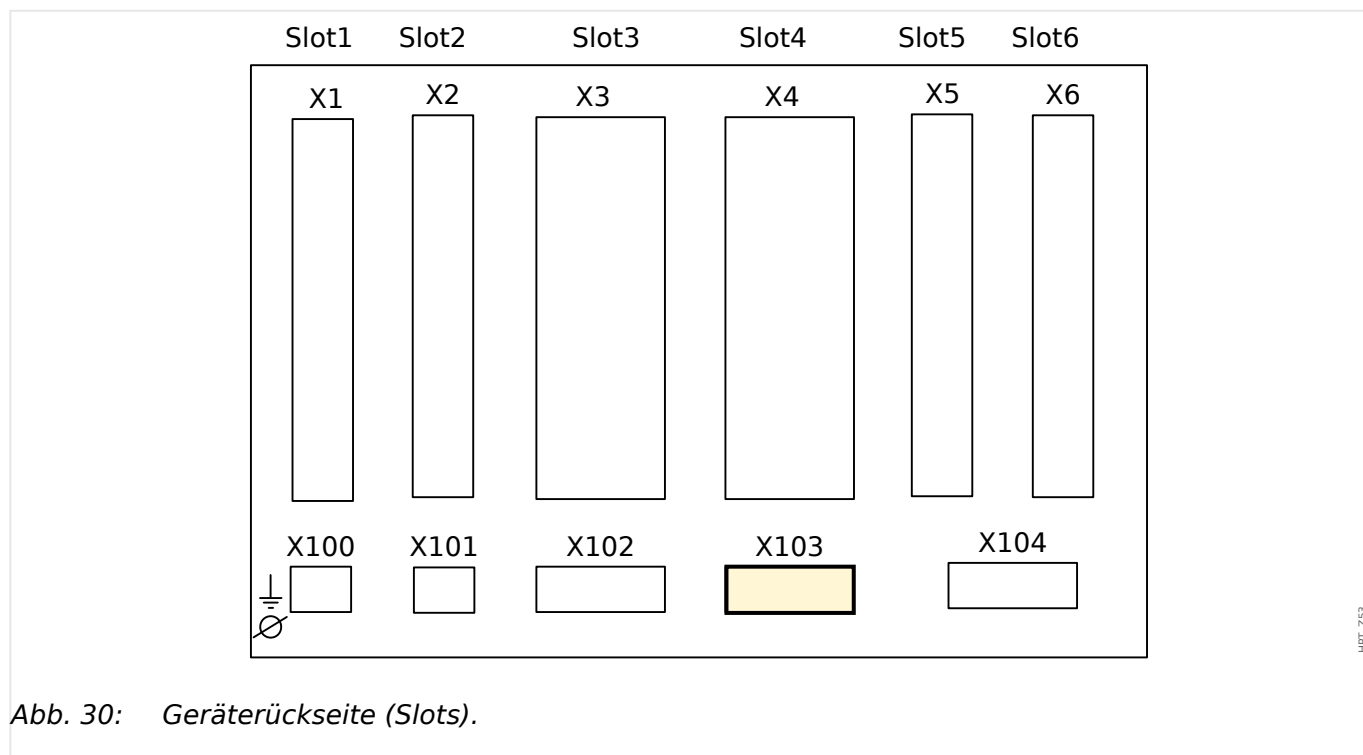 Slot1 Slot2 Slot3 Slot4 Slot5 Slot6
X1 X2 X3 X4 X5 X6
X100 X101 X102 X103 X104
Abb. 30: Geräterückseite (Slots).